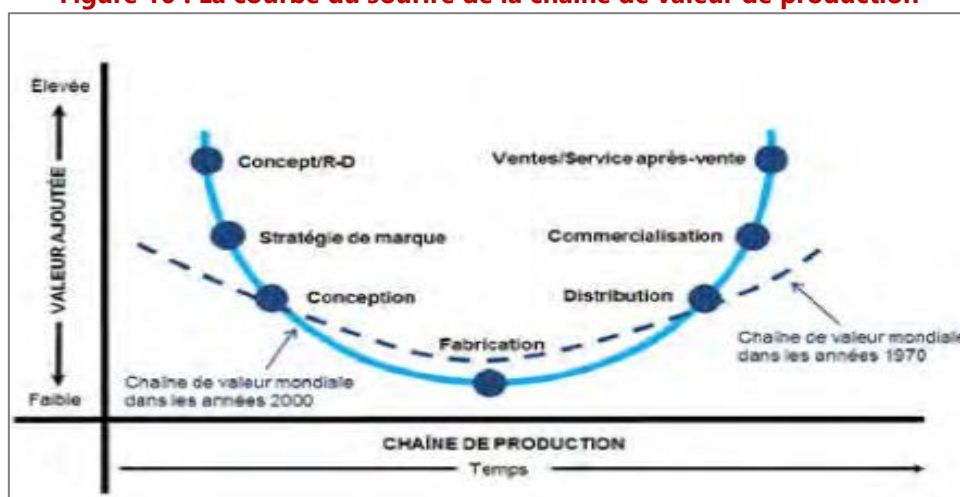 Figure 10 : La courbe du sourire de la chaîne de valeur de production
Élevée
VALEUR AJOUTÉE
Faible
Concept/R-D
Ventes/Service après-vente
Stratégie de marque
Commercialisation
Conception
Distribution
Fabrication
Chaîne de valeur mondiale
dans les années 1970
Chaîne de valeur mondiale
dans les années 2000
CHAÎNE DE PRODUCTION
Temps